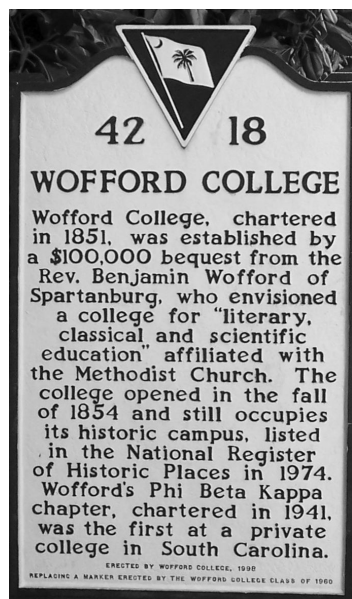 42 18
WOFFORD COLLEGE
Wofford College, chartered
in 1851, was established by
a $100,000 bequest from the
Rev. Benjamin Wofford of
Spartanburg, who envisioned
a college for "literary,
classical and scientific
education" affiliated with
the Methodist Church. The
college opened in the fall
of 1854 and still occupies
its historic campus, listed
in the National Register
of Historic Places in 1974.
Wofford's Phi Beta Kappa
chapter, chartered in 1941,
was the first at a private
college in South Carolina.
ERECTED BY WOFFORD COLLEGE, 1998
REPLACING A MARKER ERECTED BY THE WOFFORD COLLEGE CLASS OF 1960